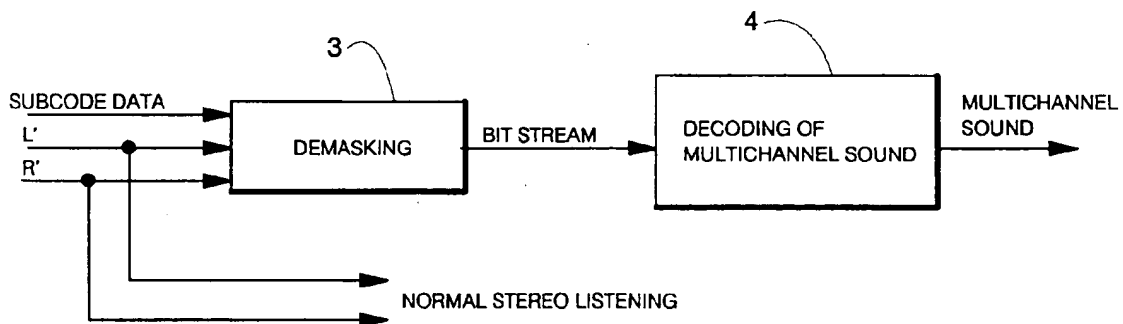 3
4
SUBCODE DATA
L'
R'
DEMASKING
BIT STREAM
DECODING OF
MULTICHANNEL SOUND
MULTICHANNEL
SOUND
NORMAL STEREO LISTENING